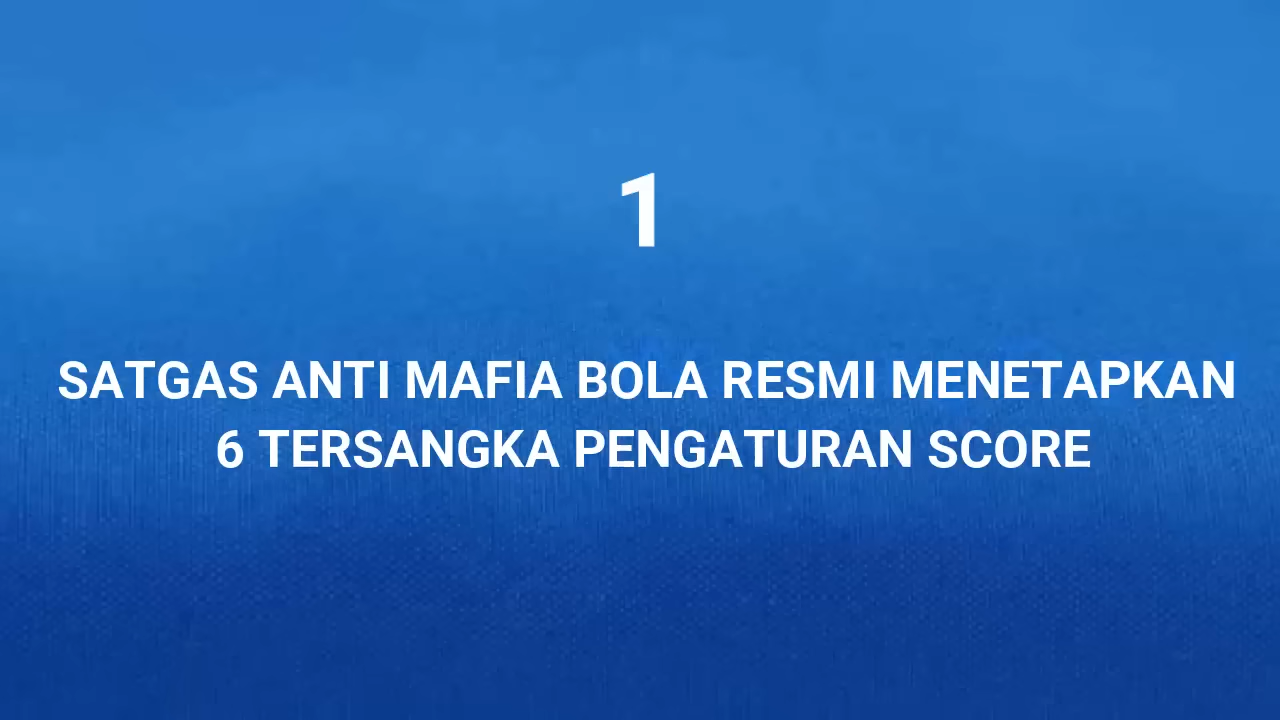 1
SATGAS ANTI MAFIA BOLA RESMI MENETAPKAN
6 TERSANGKA PENGATURAN SCORE